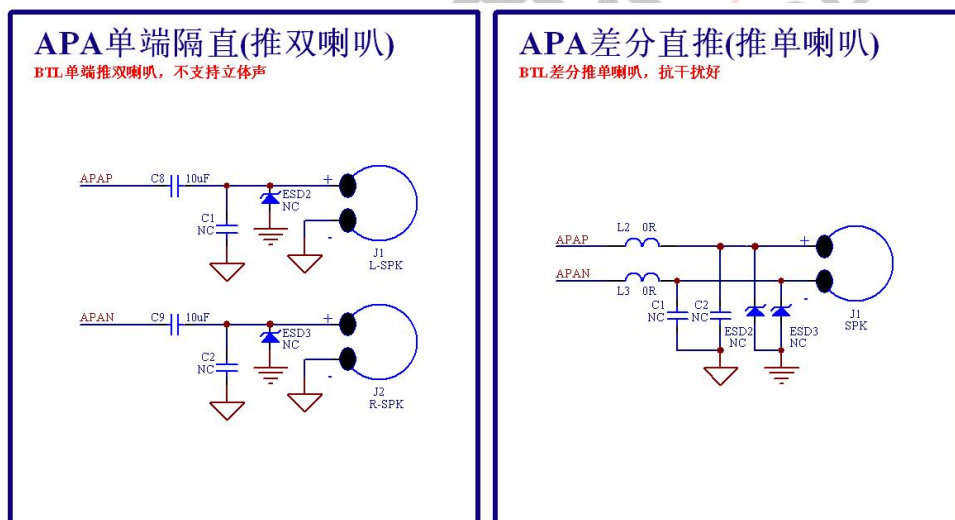 APA单端隔直(推双喇叭)
BTL单端推双喇叭，不支持立体声
APAP
C8
10uF
+
ESD2
NC
C1
NC
-
J1
L-SPK
APAN
C9
10uF
+
ESD3
NC
C2
NC
-
J2
R-SPK
APA差分直推(推单喇叭)
BTL差分推单喇叭，抗干扰好
L2 0R
APAP
+
APAN
L3 0R
C1
NC
C2
NC
-
ESD2
NC
ESD3
NC
J1
SPK